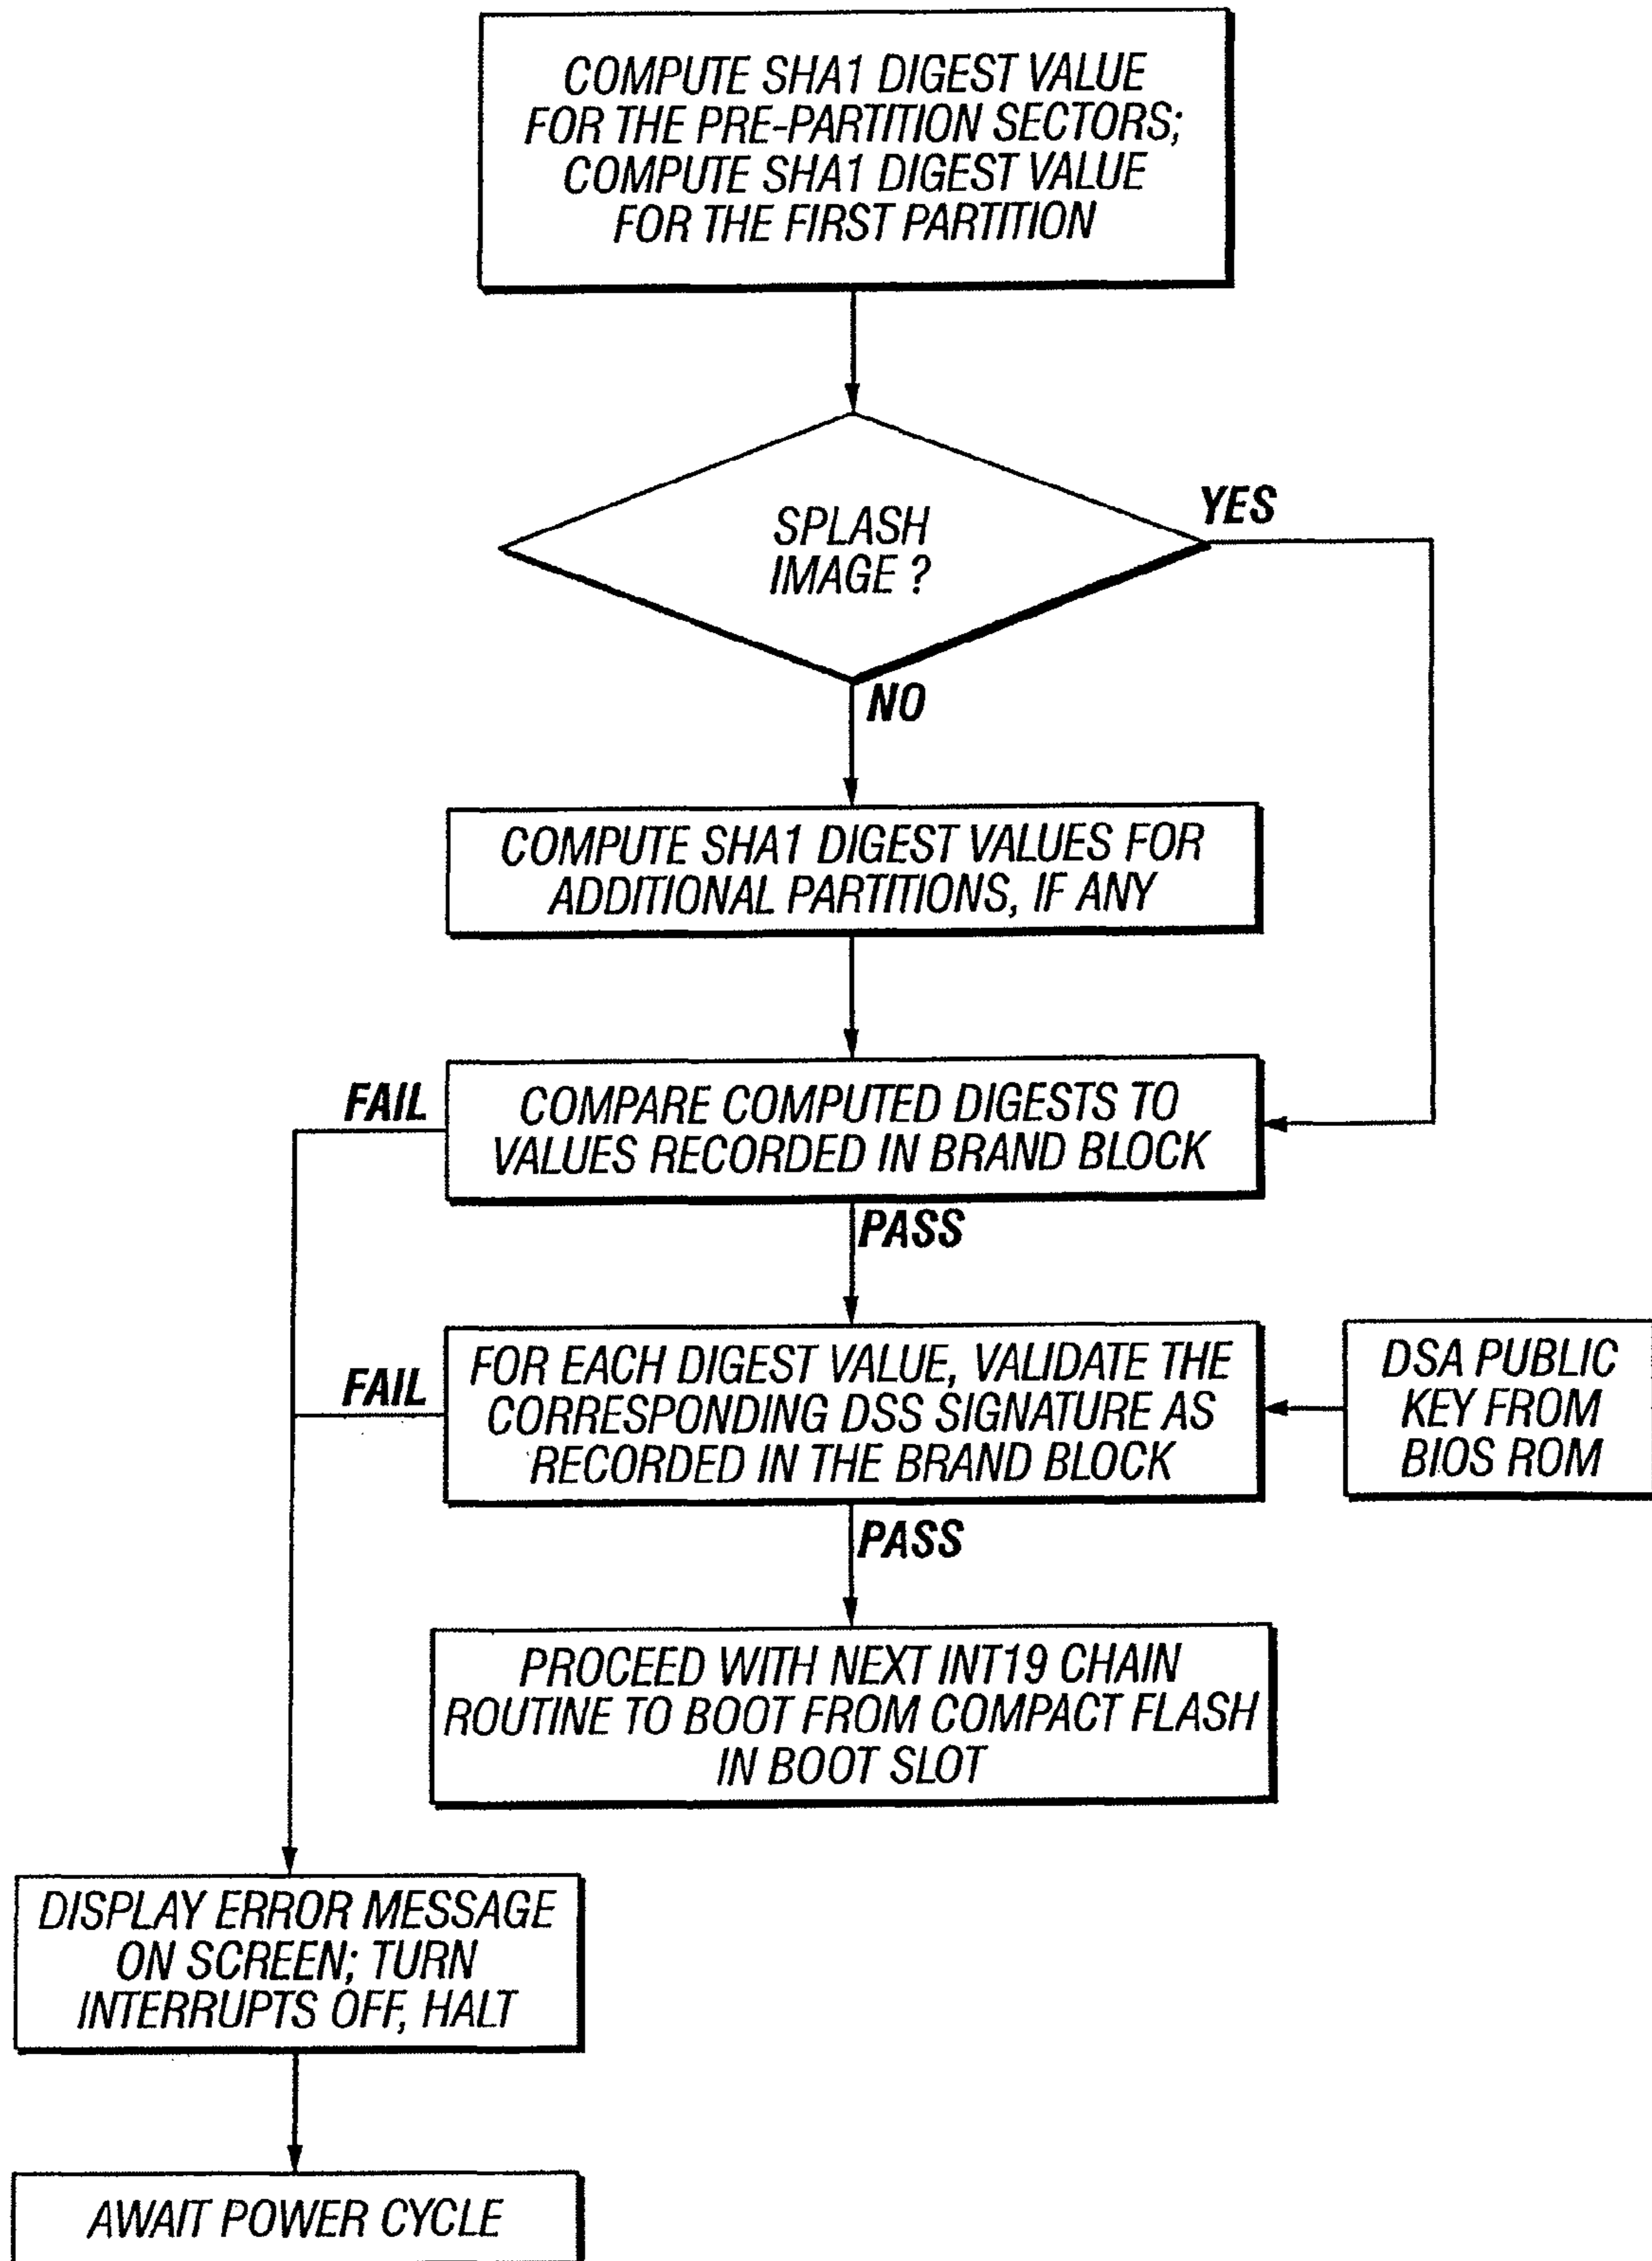 COMPUTE SHA1 DIGEST VALUE
FOR THE PRE-PARTITION SECTORS;
COMPUTE SHA1 DIGEST VALUE
FOR THE FIRST PARTITION
SPLASH
IMAGE ?
YES
NO
COMPUTE SHA1 DIGEST VALUES FOR
ADDITIONAL PARTITIONS, IF ANY
FAIL
COMPARE COMPUTED DIGESTS TO
VALUES RECORDED IN BRAND BLOCK
PASS
FAIL
FOR EACH DIGEST VALUE, VALIDATE THE
CORRESPONDING DSS SIGNATURE AS
RECORDED IN THE BRAND BLOCK
DSA PUBLIC
KEY FROM
BIOS ROM
PASS
PROCEED WITH NEXT INT19 CHAIN
ROUTINE TO BOOT FROM COMPACT FLASH
IN BOOT SLOT
DISPLAY ERROR MESSAGE
ON SCREEN; TURN
INTERRUPTS OFF, HALT
AWAIT POWER CYCLE